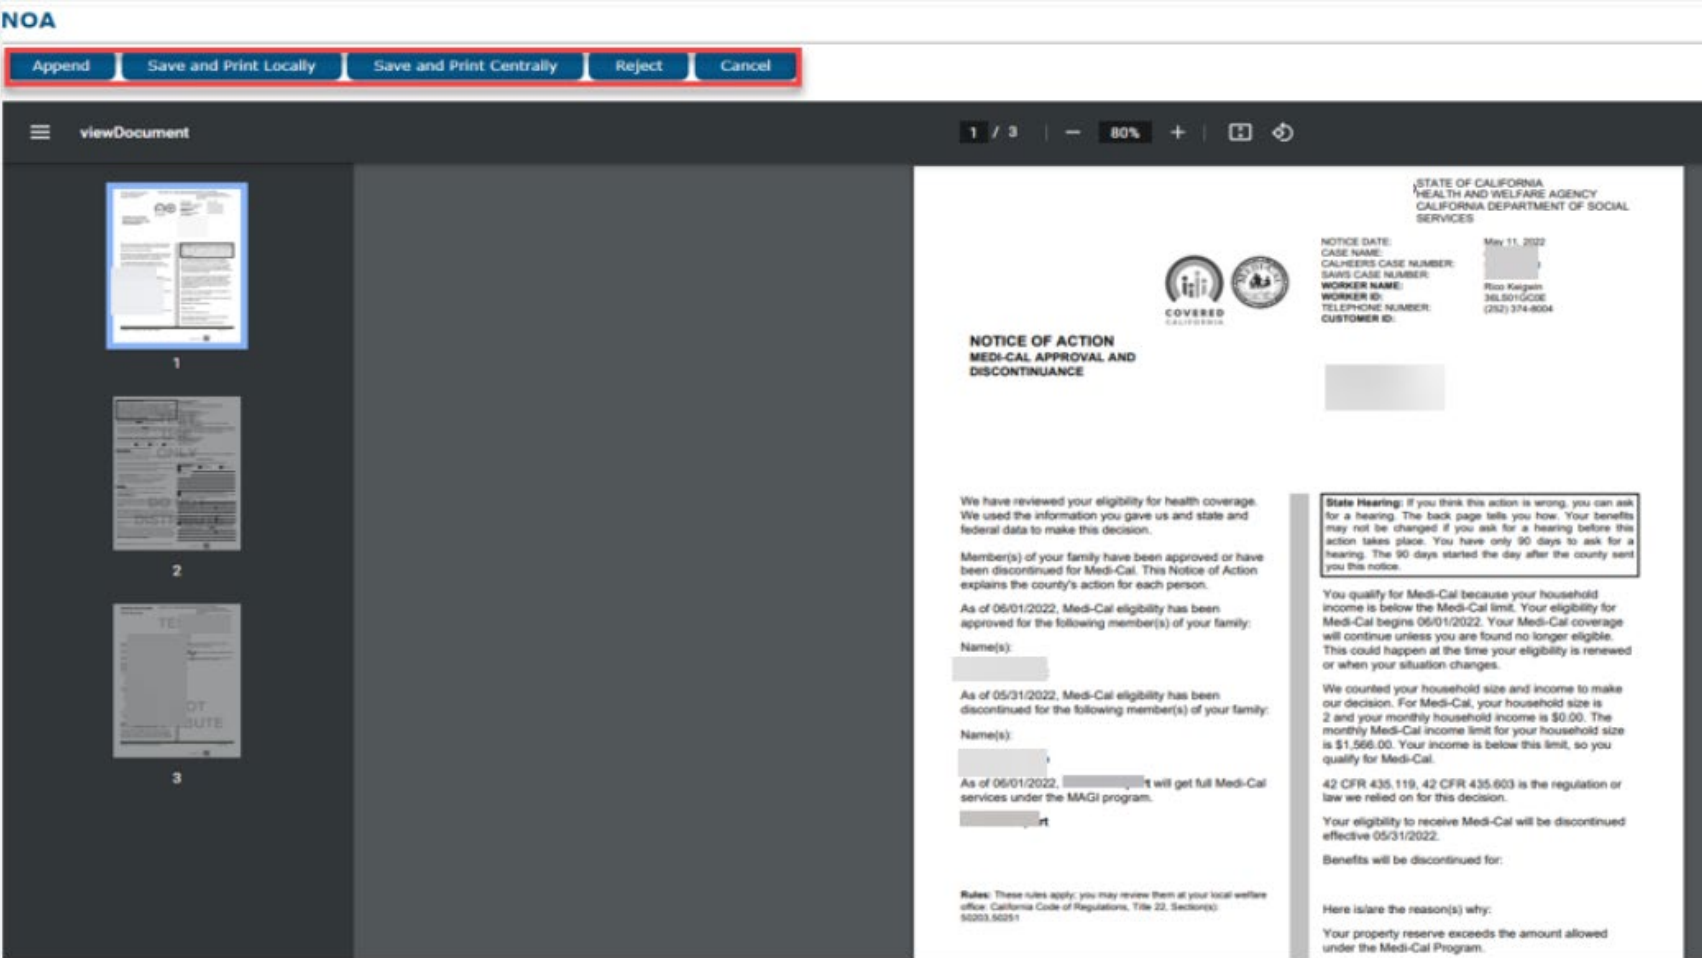 NOA
Append
Save and Print Locally
Save and Print Centrally
Reject
Cancel
viewDocument
1 / 3
80%
1
2
3
STATE OF CALIFORNIA
HEALTH AND WELFARE AGENCY
CALIFORNIA DEPARTMENT OF SOCIAL
SERVICES
NOTICE DATE: May 11, 2022
CASE NAME:
CALHEERS CASE NUMBER:
SAWS CASE NUMBER:
WORKER NAME: Rico Keigwin
WORKER ID: 36LS01GC0E
TELEPHONE NUMBER: (252) 374-8004
CUSTOMER ID:
COVERED
CALIFORNIA
MEDI-CAL
NOTICE OF ACTION
MEDI-CAL APPROVAL AND
DISCONTINUANCE
We have reviewed your eligibility for health coverage.
We used the information you gave us and state and
federal data to make this decision.
Member(s) of your family have been approved or have
been discontinued for Medi-Cal. This Notice of Action
explains the county's action for each person.
As of 06/01/2022, Medi-Cal eligibility has been
approved for the following member(s) of your family:
Name(s):
As of 05/31/2022, Medi-Cal eligibility has been
discontinued for the following member(s) of your family:
Name(s):
As of 06/01/2022, t will get full Medi-Cal
services under the MAGI program.
rt
Rules: These rules apply; you may review them at your local welfare
office: California Code of Regulations, Title 22, Section(s):
50203,50251
State Hearing: If you think this action is wrong, you can ask
for a hearing. The back page tells you how. Your benefits
may not be changed if you ask for a hearing before this
action takes place. You have only 90 days to ask for a
hearing. The 90 days started the day after the county sent
you this notice.
You qualify for Medi-Cal because your household
income is below the Medi-Cal limit. Your eligibility for
Medi-Cal begins 06/01/2022. Your Medi-Cal coverage
will continue unless you are found no longer eligible.
This could happen at the time your eligibility is renewed
or when your situation changes.
We counted your household size and income to make
our decision. For Medi-Cal, your household size is
2 and your monthly household income is $0.00. The
monthly Medi-Cal income limit for your household size
is $1,566.00. Your income is below this limit, so you
qualify for Medi-Cal.
42 CFR 435.119, 42 CFR 435.603 is the regulation or
law we relied on for this decision.
Your eligibility to receive Medi-Cal will be discontinued
effective 05/31/2022.
Benefits will be discontinued for:
Here is/are the reason(s) why:
Your property reserve exceeds the amount allowed
under the Medi-Cal Program.